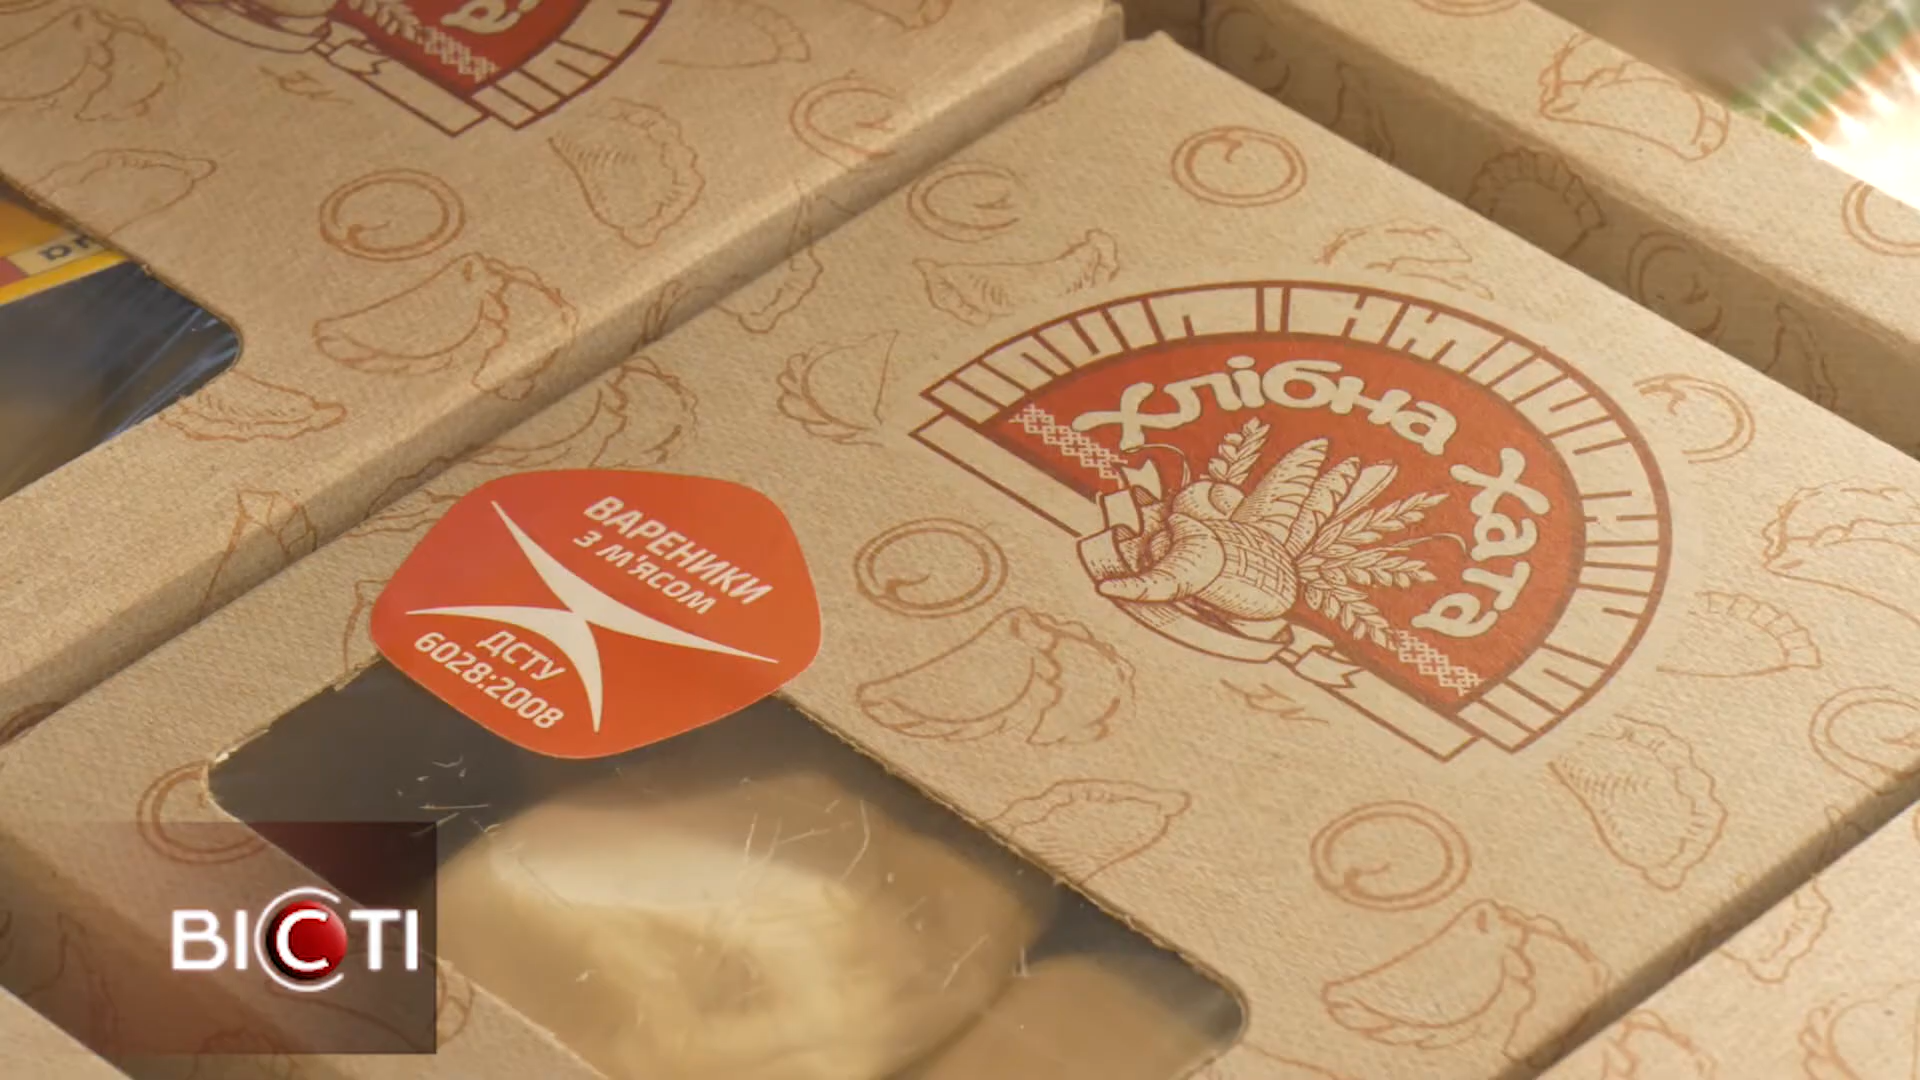 Хлібна
Хата
ВАРЕНИКИ
з м'ясом
ДСТУ
6028:2008
ВІСТІ